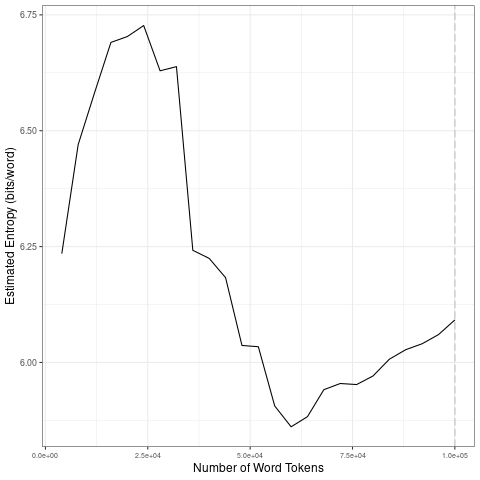 Estimated Entropy (bits/word)
6.75
6.50
6.25
6.00
0.0e+00 2.5e+04 5.0e+04 7.5e+04 1.0e+05
Number of Word Tokens